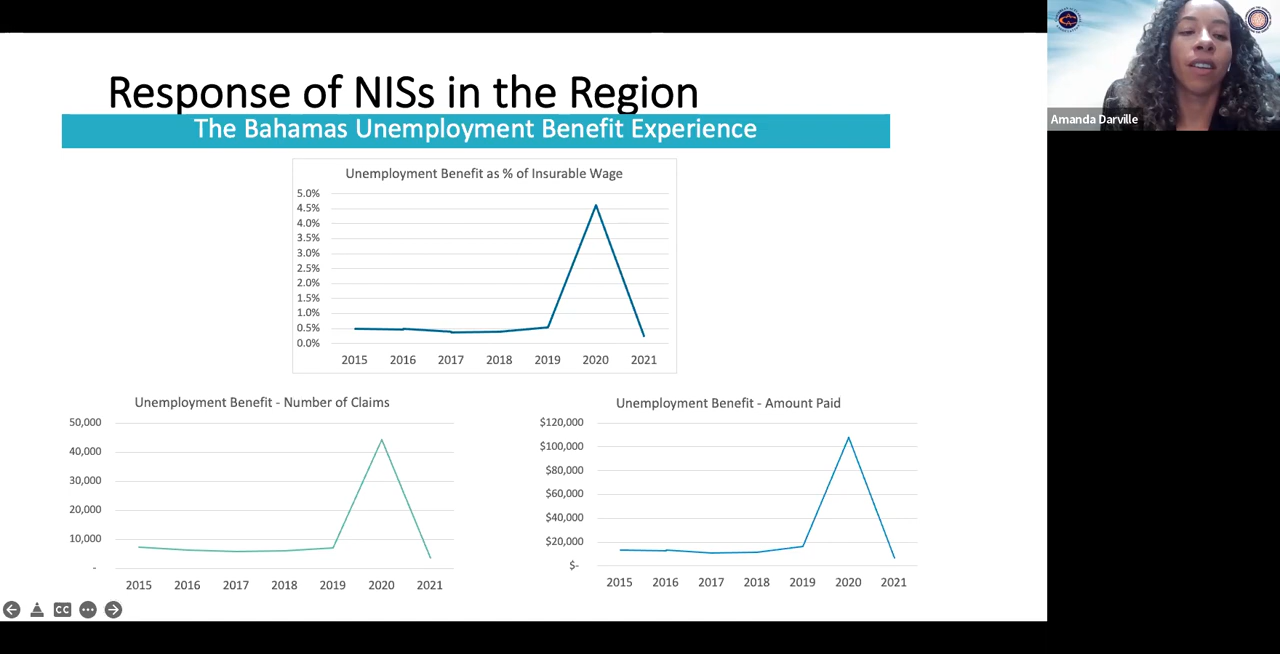 Response of NISs in the Region
The Bahamas Unemployment Benefit Experience
Unemployment Benefit as % of Insurable Wage
5.0%
4.5%
4.0%
3.5%
3.0%
2.5%
2.0%
1.5%
1.0%
0.5%
0.0%
2015 2016 2017 2018 2019 2020 2021
Unemployment Benefit - Number of Claims
50,000
40,000
30,000
20,000
10,000
-
2015 2016 2017 2018 2019 2020 2021
Unemployment Benefit - Amount Paid
$120,000
$100,000
$80,000
$60,000
$40,000
$20,000
$-
2015 2016 2017 2018 2019 2020 2021
CC
Amanda Darville